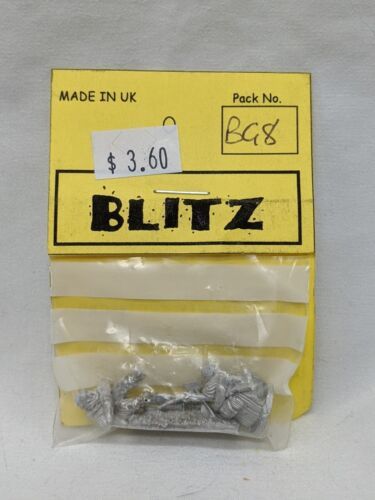 MADE IN UK
Pack No.
BG8
$ 3.60
BLITZ